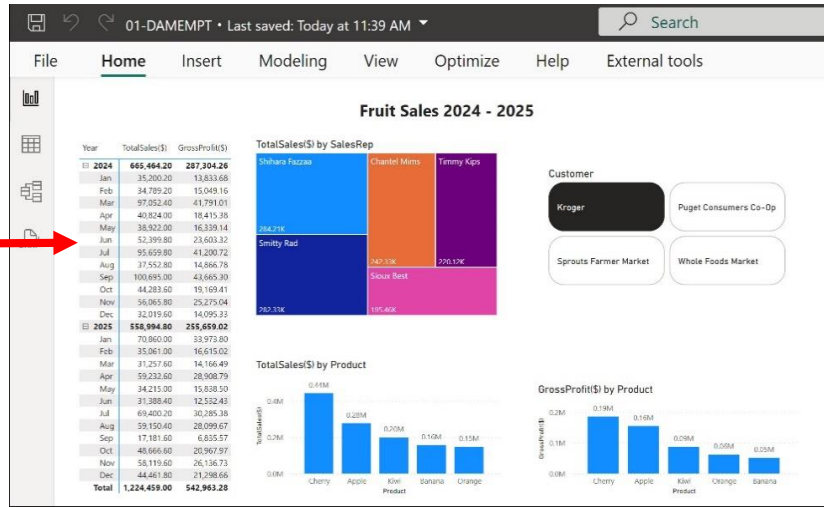 01-DAMEMPT • Last saved: Today at 11:39 AM
Search
File Home Insert Modeling View Optimize Help External tools
Fruit Sales 2024 - 2025
Year TotalSales($) GrossProfit($)
2024 665,464.20 287,304.26
Jan 35,200.20 13,833.68
Feb 34,789.20 15,049.16
Mar 97,052.40 41,791.01
Apr 40,824.00 18,415.38
May 38,922.00 16,339.14
Jun 52,399.80 23,603.32
Jul 95,659.80 41,200.72
Aug 37,552.80 14,866.78
Sep 100,695.00 43,665.30
Oct 44,283.60 19,169.41
Nov 56,065.80 25,275.04
Dec 32,019.60 14,095.33
2025 558,994.80 255,659.02
Jan 70,860.00 33,973.80
Feb 35,061.00 16,615.02
Mar 31,257.60 14,166.49
Apr 59,232.60 28,908.79
May 34,215.00 15,838.50
Jun 31,388.40 12,532.43
Jul 69,400.20 30,285.38
Aug 59,150.40 28,099.67
Sep 17,181.60 6,835.57
Oct 48,666.60 20,967.97
Nov 58,119.60 26,136.73
Dec 44,461.80 21,298.66
Total 1,224,459.00 542,963.28
TotalSales($) by SalesRep
Shihara Fazzaa
284.21K
Smitty Rad
282.33K
Chantel Mims
242.33K
Timmy Kips
220.12K
Sioux Best
195.46K
Customer
Kroger
Puget Consumers Co-Op
Sprouts Farmer Market
Whole Foods Market
TotalSales($) by Product
TotalSales($)
0.4M
0.2M
0.0M
0.44M
0.28M
0.20M
0.16M
0.15M
Cherry Apple Kiwi Banana Orange
Product
GrossProfit($) by Product
GrossProfit($)
0.2M
0.1M
0.0M
0.19M
0.16M
0.09M
0.06M
0.05M
Cherry Apple Kiwi Orange Banana
Product